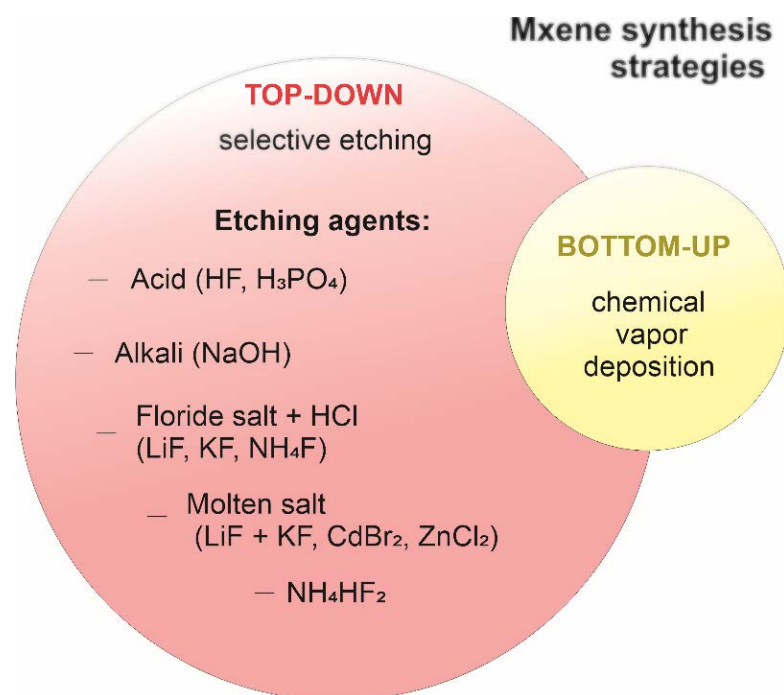 Mxene synthesis
strategies
TOP-DOWN
selective etching
Etching agents:
— Acid (HF, H₃PO₄)
— Alkali (NaOH)
— Floride salt + HCl
(LiF, KF, NH₄F)
— Molten salt
(LiF + KF, CdBr₂, ZnCl₂)
— NH₄HF₂
BOTTOM-UP
chemical
vapor
deposition